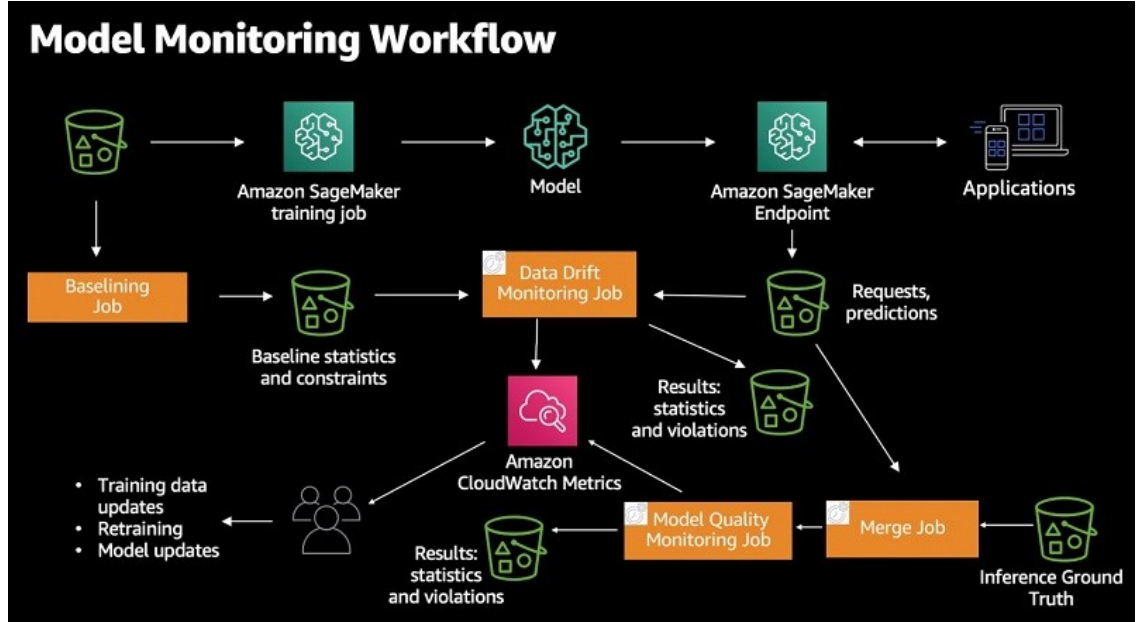 Model Monitoring Workflow
Amazon SageMaker
training job
Model
Amazon SageMaker
Endpoint
Applications
Baselining
Job
Baseline statistics
and constraints
Data Drift
Monitoring Job
Requests,
predictions
Results:
statistics
and violations
Amazon
CloudWatch Metrics
• Training data
updates
• Retraining
• Model updates
Results:
statistics
and violations
Model Quality
Monitoring Job
Merge Job
Inference Ground
Truth